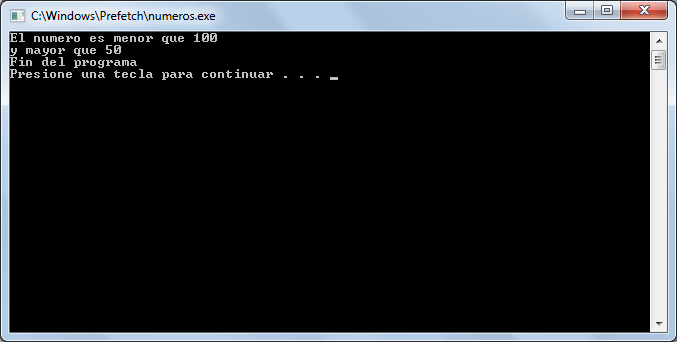 C:\Windows\Prefetch\numeros.exe
El numero es menor que 100
y mayor que 50
Fin del programa
Presione una tecla para continuar . . . _